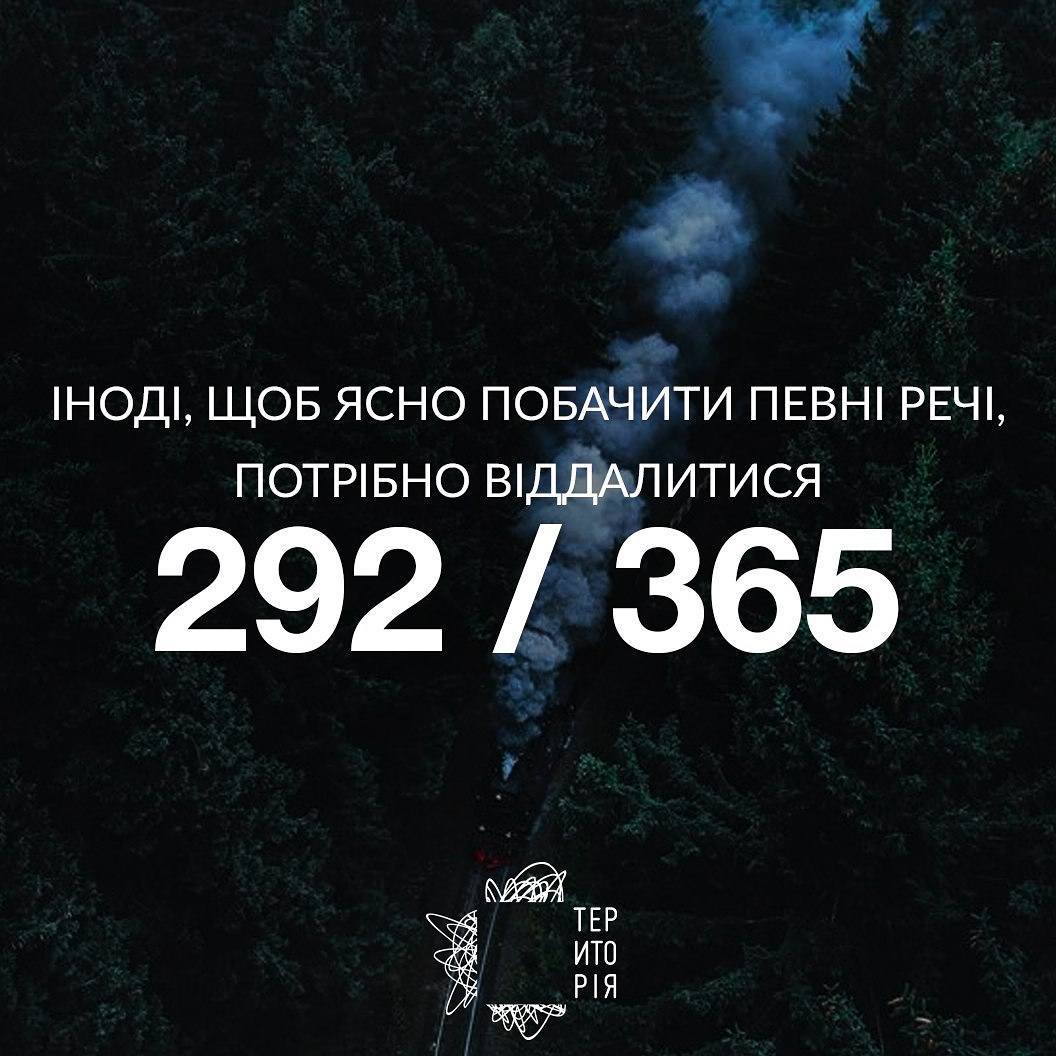 ІНОДІ, ЩОБ ЯСНО ПОБАЧИТИ ПЕВНІ РЕЧІ,
ПОТРІБНО ВІДДАЛИТИСЯ
292 / 365
ТЕР
ИТО
РІЯ